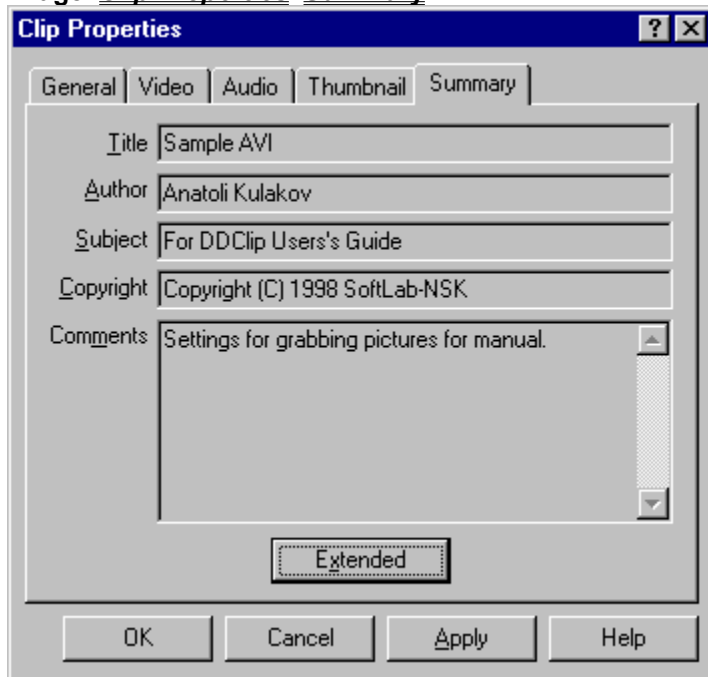 Clip Properties
General Video Audio Thumbnail Summary
Title Sample AVI
Author Anatoli Kulakov
Subject For DDClip Users's Guide
Copyright Copyright (C) 1998 SoftLab-NSK
Comments Settings for grabbing pictures for manual.
Extended
OK Cancel Apply Help